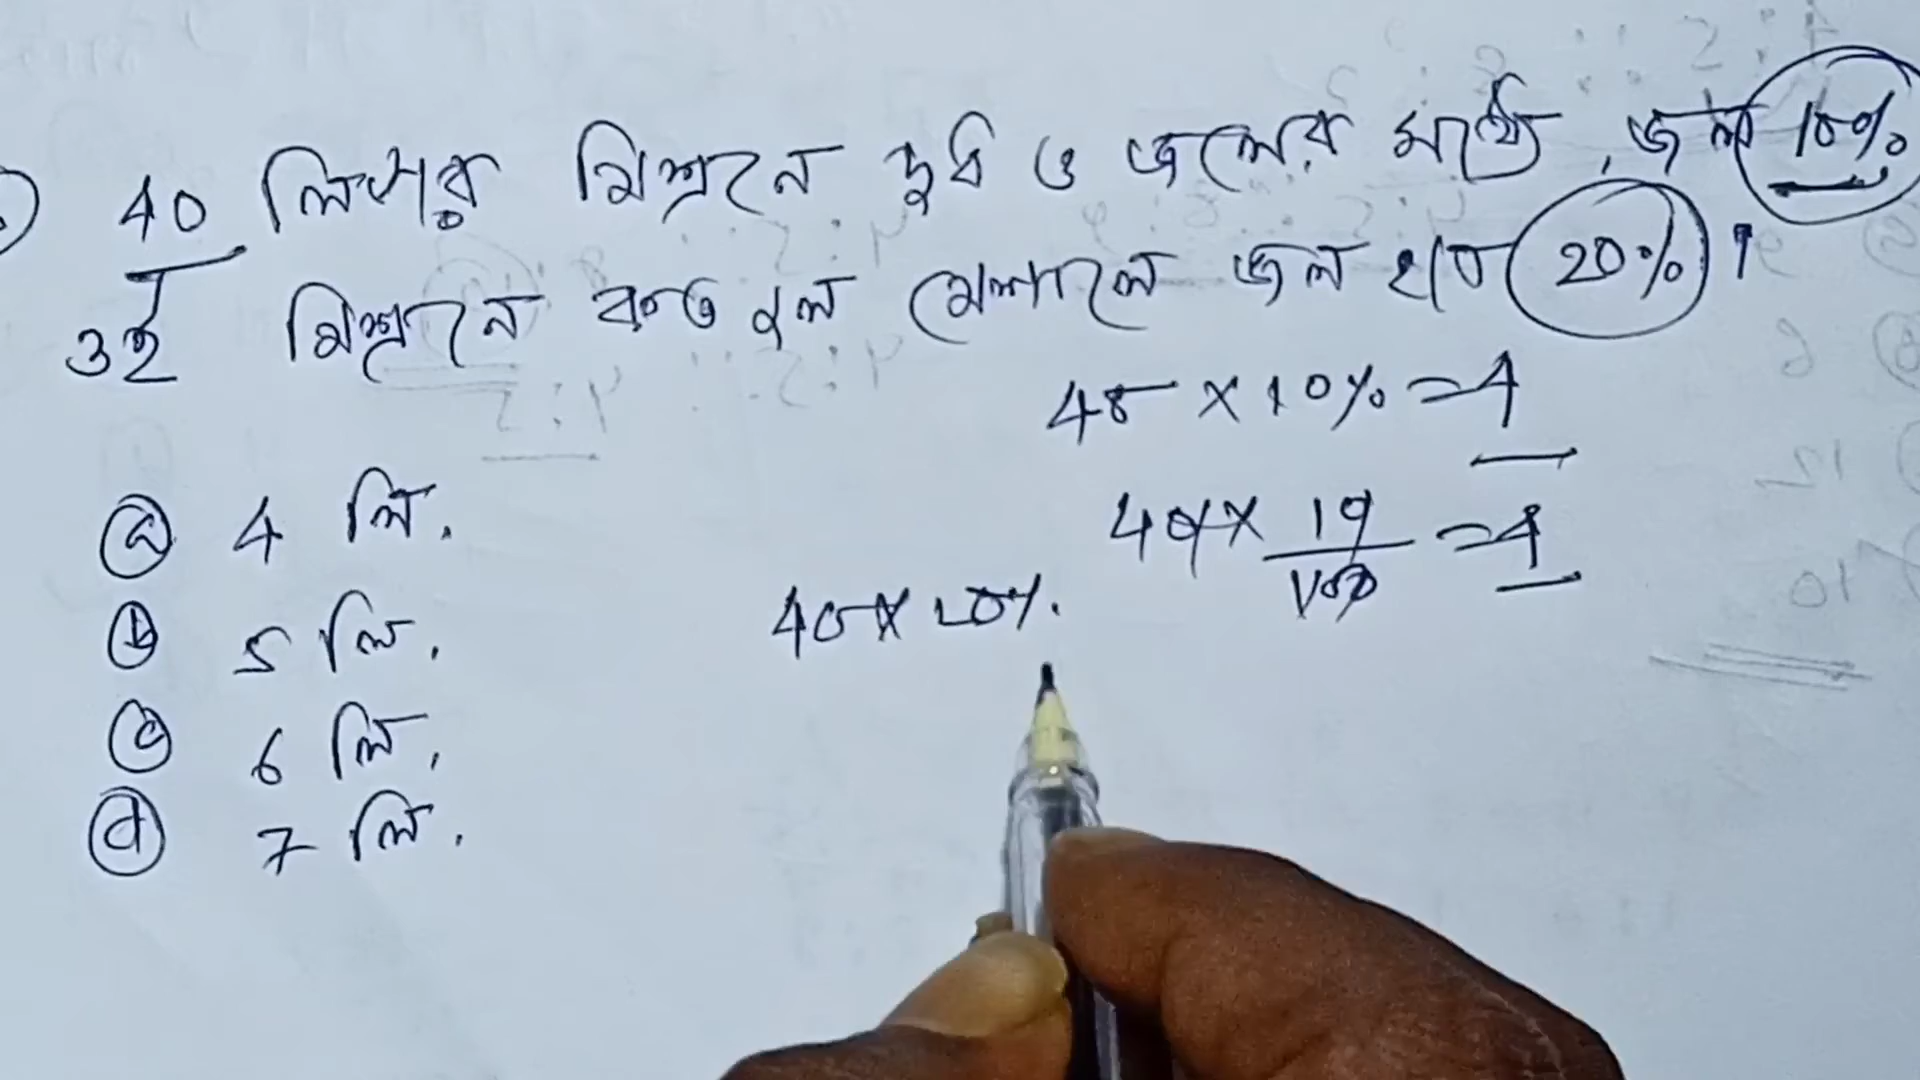 40 লিটার মিশ্রনে দুধ ও জলের মধ্যে, জল 10%
ওই মিশ্রনে কত জল মেশালে জল হবে 20% ?
40 × 10% = 4
40 × 10/100 = 4
40 × 20%
ⓐ 4 লি.
ⓑ 5 লি.
ⓒ 6 লি.
ⓓ 7 লি.